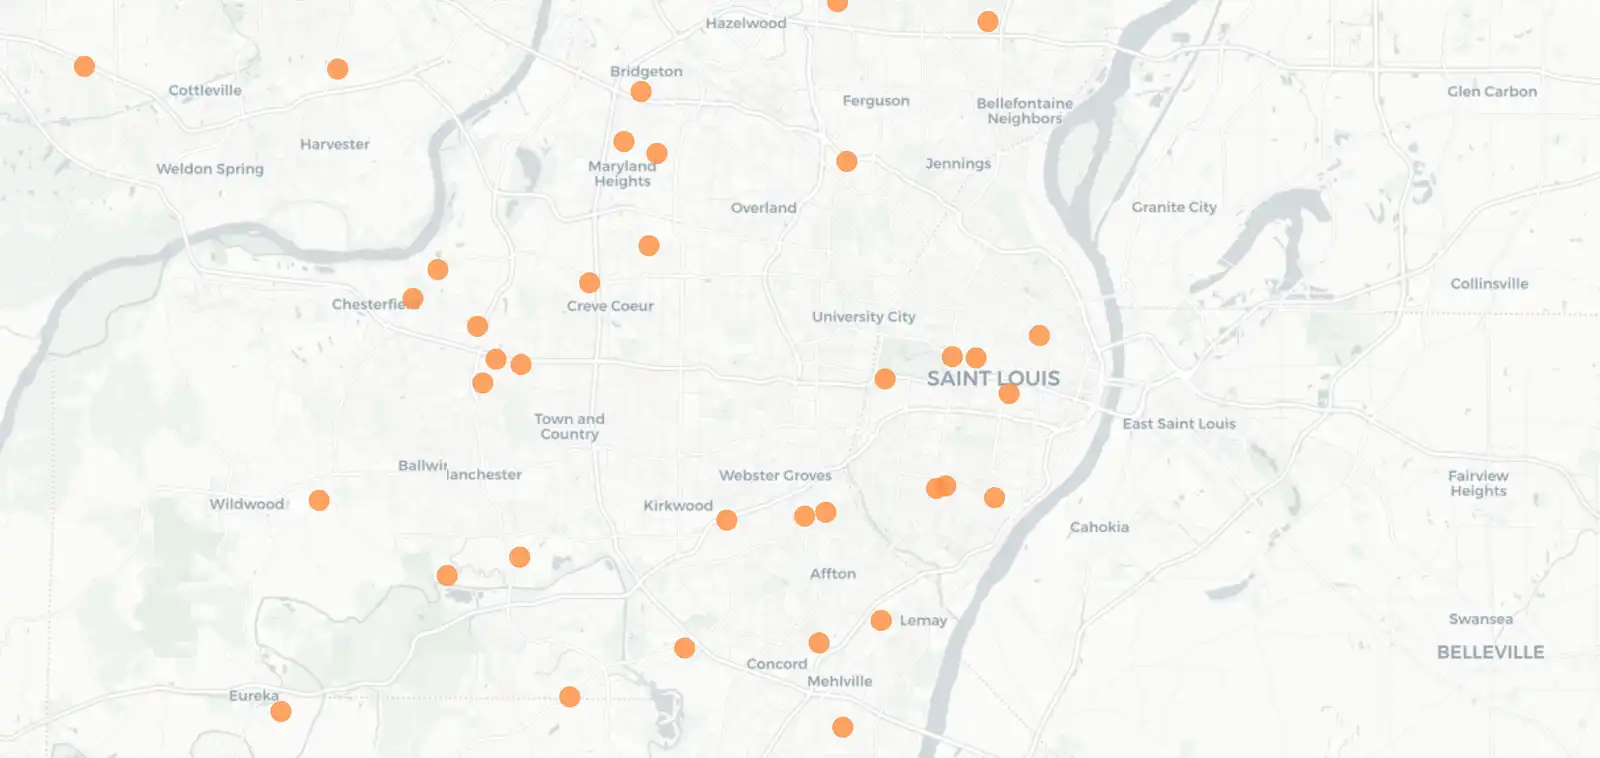 Hazelwood
Bridgeton
Cottleville
Ferguson
Glen Carbon
Bellefontaine
Neighbors
Harvester
Weldon Spring
Maryland
Heights
Jennings
Overland
Granite City
Collinsville
Chesterfie
Creve Coeur
University City
SAINT LOUIS
Town and
Country
East Saint Louis
Ballwin
lanchester
Webster Groves
Fairview
Heights
Wildwood
Kirkwood
Cahokia
Affton
Lemay
Swansea
BELLEVILLE
Concord
Mehlville
Eureka